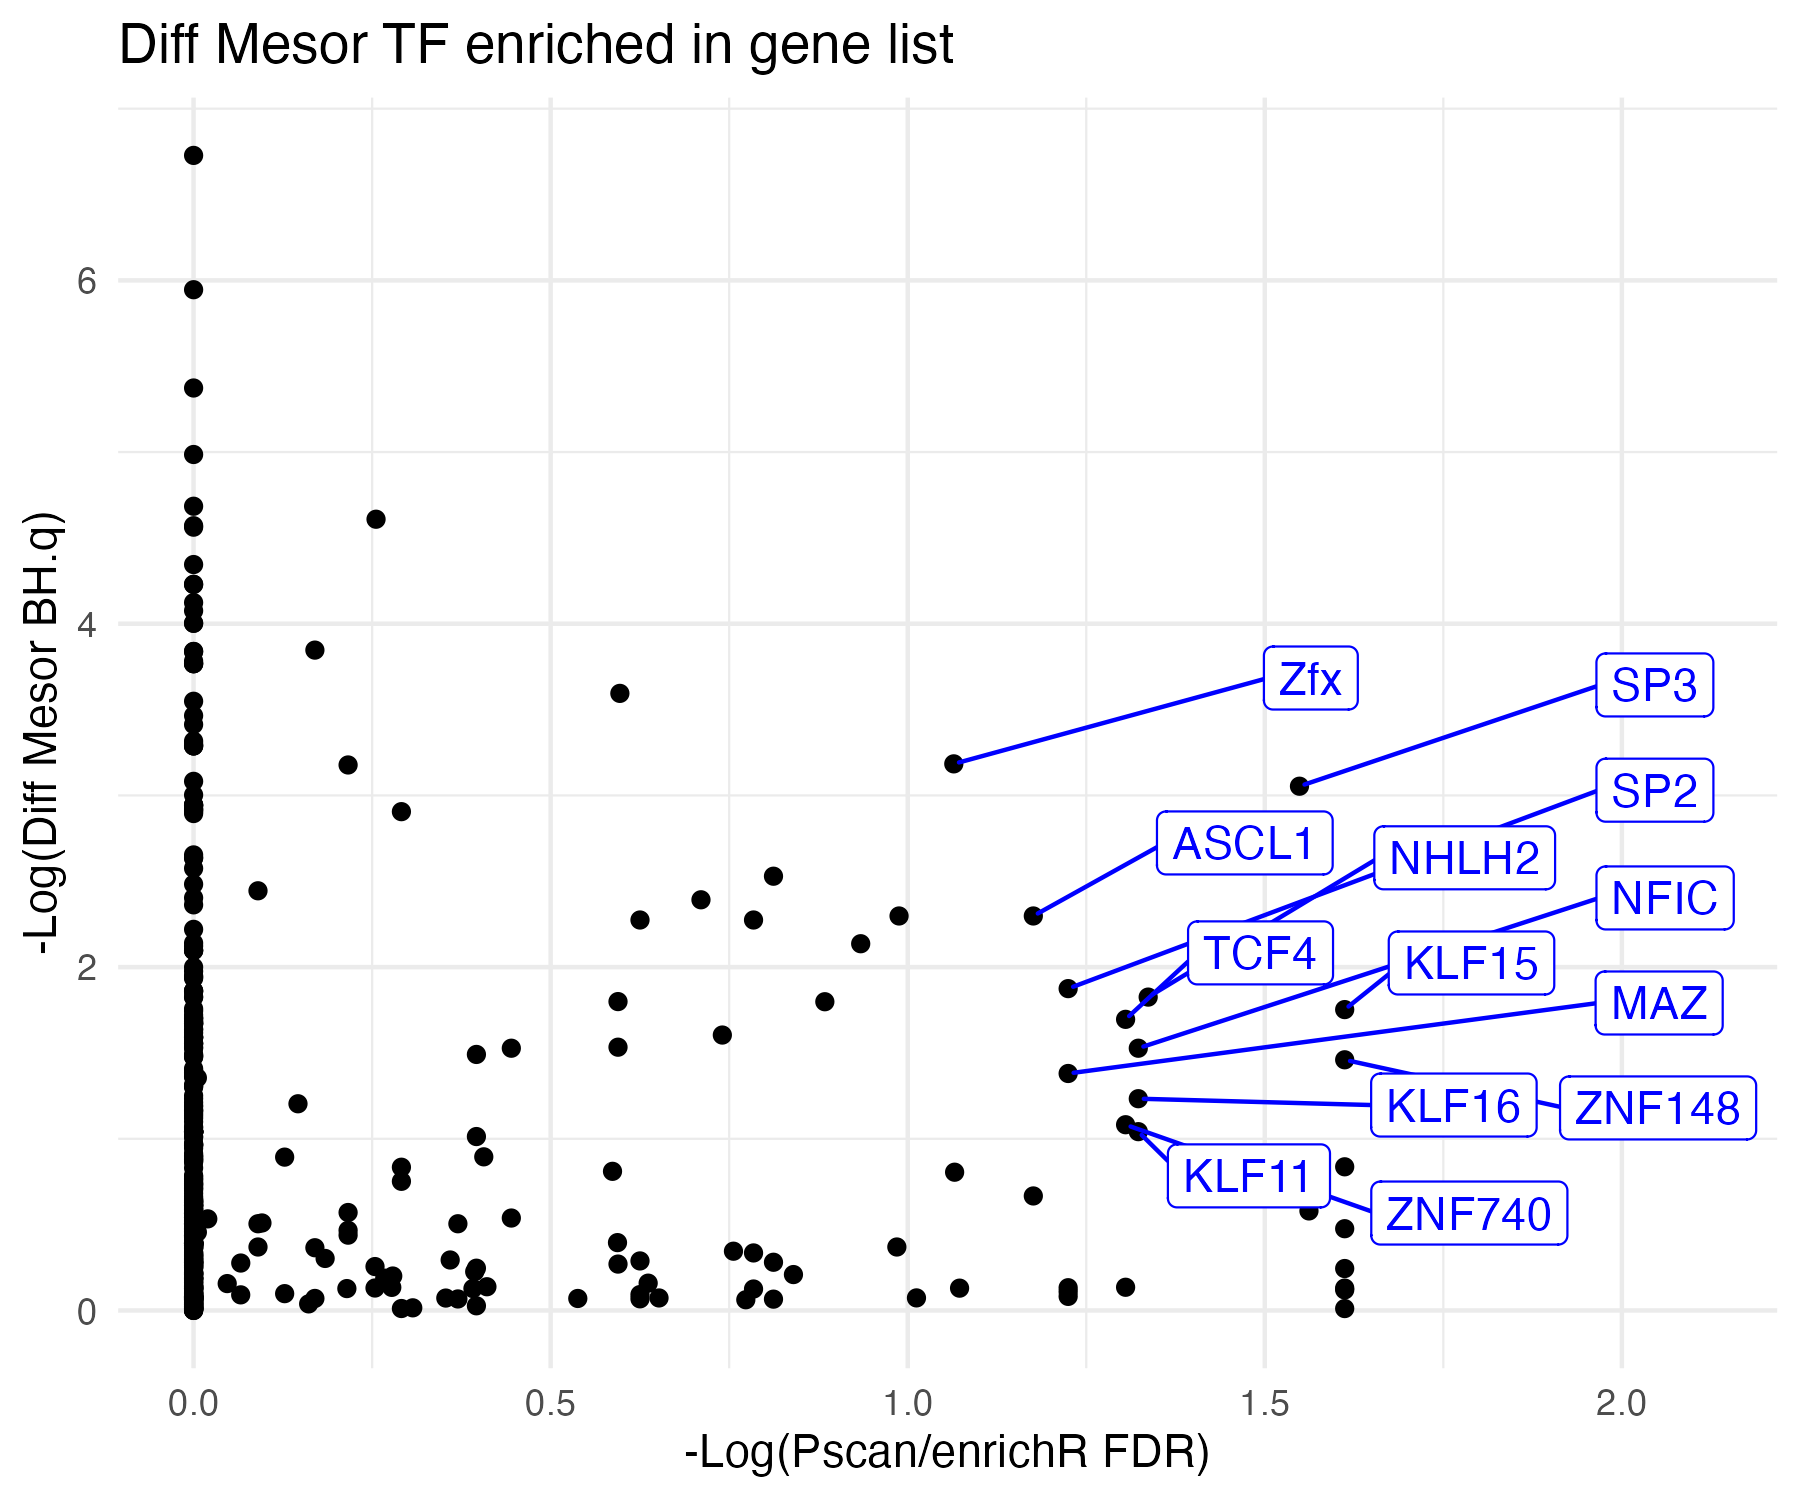 Diff Mesor TF enriched in gene list
-Log(Diff Mesor BH.q)
6
4
2
0
Zfx
SP3
SP2
ASCL1
NHLH2
NFIC
TCF4
KLF15
MAZ
KLF16
ZNF148
KLF11
ZNF740
0.0
0.5
1.0
1.5
2.0
-Log(Pscan/enrichR FDR)